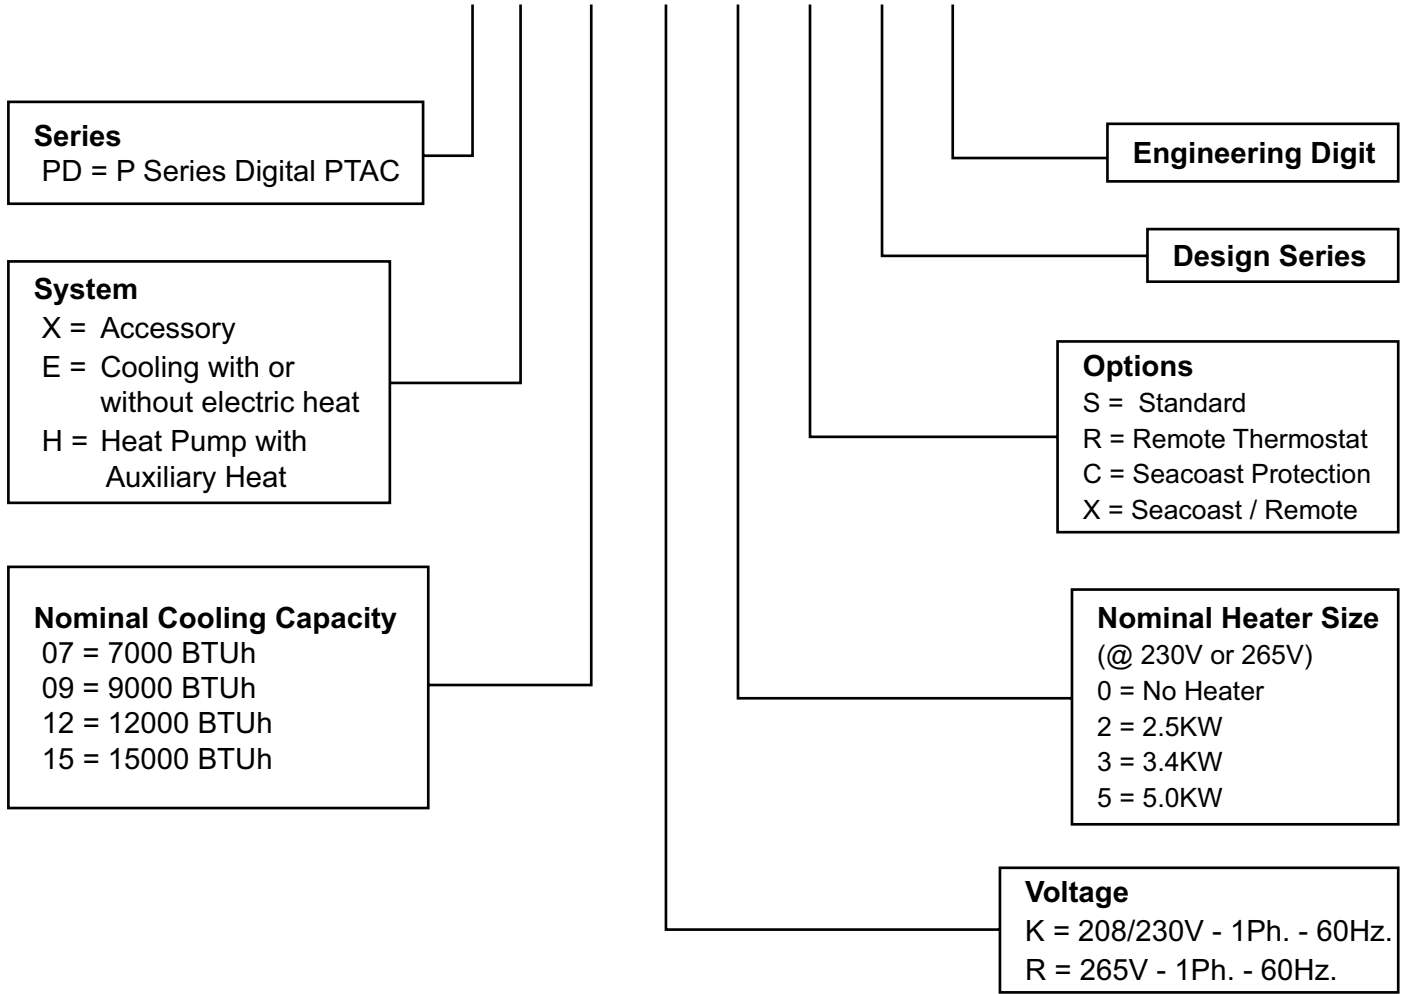 Series
PD = P Series Digital PTAC
System
X = Accessory
E = Cooling with or
without electric heat
H = Heat Pump with
Auxiliary Heat
Nominal Cooling Capacity
07 = 7000 BTUh
09 = 9000 BTUh
12 = 12000 BTUh
15 = 15000 BTUh
Engineering Digit
Design Series
Options
S = Standard
R = Remote Thermostat
C = Seacoast Protection
X = Seacoast / Remote
Nominal Heater Size
(@ 230V or 265V)
0 = No Heater
2 = 2.5KW
3 = 3.4KW
5 = 5.0KW
Voltage
K = 208/230V - 1Ph. - 60Hz.
R = 265V - 1Ph. - 60Hz.